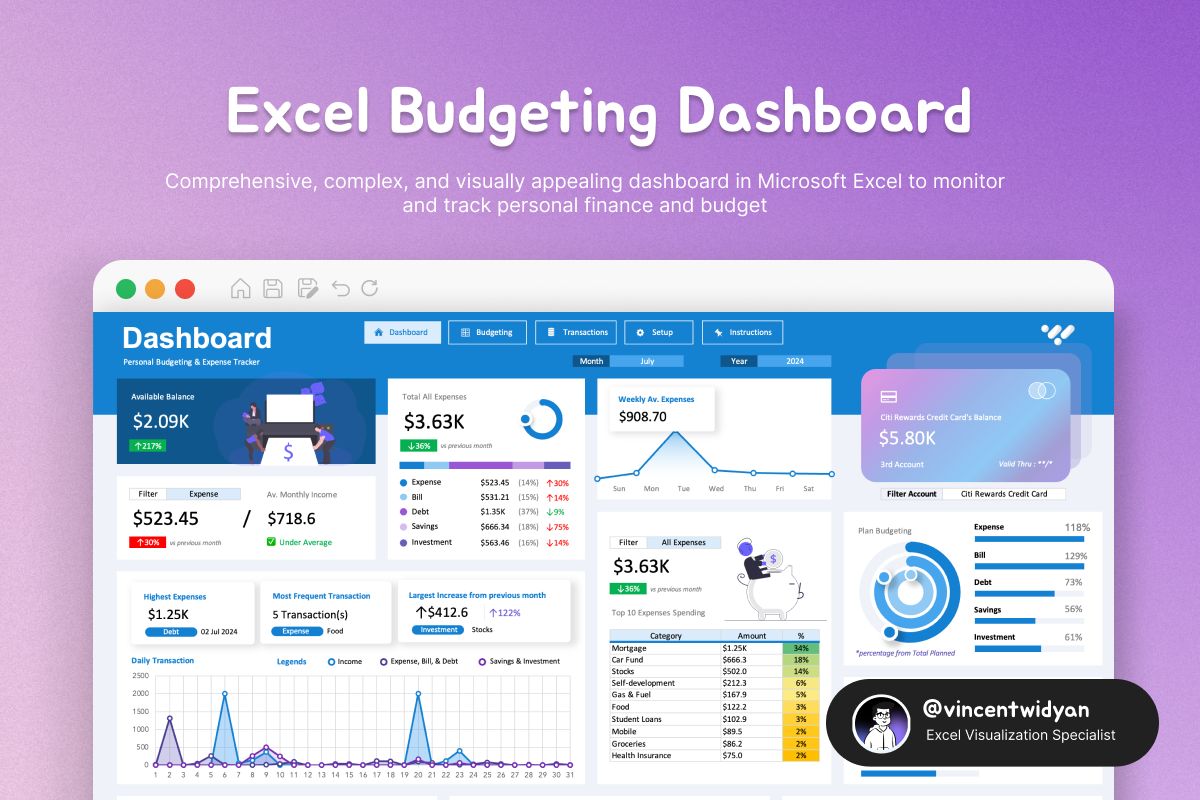 Excel Budgeting Dashboard
Comprehensive, complex, and visually appealing dashboard in Microsoft Excel to monitor
and track personal finance and budget
Dashboard
Personal Budgeting & Expense Tracker
Dashboard
Budgeting
Transactions
Setup
Instructions
Month July
Year 2024
Available Balance
$2.09K
↑217%
Filter Expense
$523.45
↑30% vs previous month
/
Av. Monthly Income
$718.6
Under Average
Total All Expenses
$3.63K
↓36% vs previous month
Expense $523.45 (14%) ↑30%
Bill $531.21 (15%) ↑14%
Debt $1.35K (37%) ↓9%
Savings $666.34 (18%) ↓75%
Investment $563.46 (16%) ↓14%
Weekly Av. Expenses
$908.70
Sun Mon Tue Wed Thu Fri Sat
Citi Rewards Credit Card's Balance
$5.80K
3rd Account Valid Thru : **/*
Filter Account Citi Rewards Credit Card
Highest Expenses
$1.25K
Debt 02 Jul 2024
Most Frequent Transaction
5 Transaction(s)
Expense Food
Largest Increase from previous month
↑$412.6 ↑122%
Investment Stocks
Daily Transaction
Legends Income Expense, Bill, & Debt Savings & Investment
2500
2000
1500
1000
500
0
1 2 3 4 5 6 7 8 9 10 11 12 13 14 15 16 17 18 19 20 21 22 23 24 25 26 27 28 29 30 31
Filter All Expenses
$3.63K
↓36% vs previous month
$
Top 10 Expenses Spending
Category Amount %
Mortgage $1.25K 34%
Car Fund $666.3 18%
Stocks $502.0 14%
Self-development $212.3 6%
Gas & Fuel $167.9 5%
Food $122.2 3%
Student Loans $102.9 3%
Mobile $89.5 2%
Groceries $86.2 2%
Health Insurance $75.0 2%
Plan Budgeting
*percentage from Total Planned
Expense 118%
Bill 129%
Debt 73%
Savings 56%
Investment 61%
$
@vincentwidyan
Excel Visualization Specialist